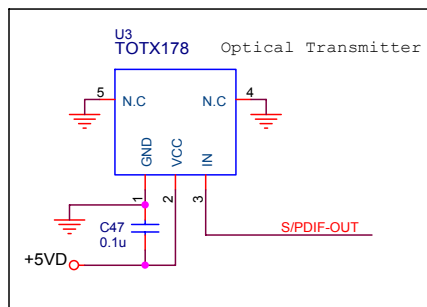 U3
TOTX178
Optical Transmitter
5
N.C
N.C
4
GND
VCC
IN
1
2
3
C47
0.1u
S/PDIF-OUT
+5VD